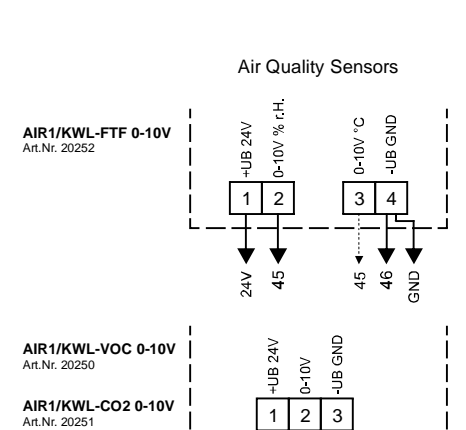 Air Quality Sensors
AIR1/KWL-FTF 0-10V
Art.Nr. 20252
+UB 24V
0-10V % r.H.
0-10V °C
-UB GND
1 2 3 4
24V
45
45
46
GND
AIR1/KWL-VOC 0-10V
Art.Nr. 20250
AIR1/KWL-CO2 0-10V
Art.Nr. 20251
+UB 24V
0-10V
-UB GND
1 2 3